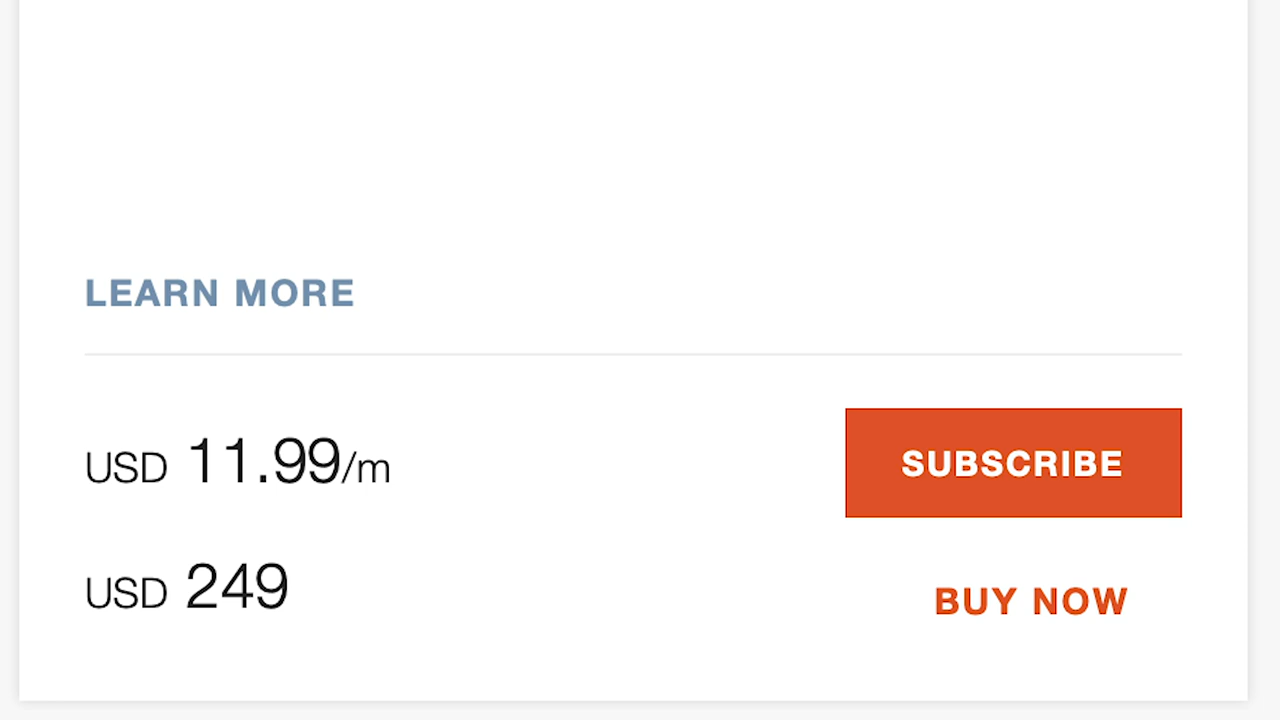 LEARN MORE
USD 11.99/m
SUBSCRIBE
USD 249
BUY NOW